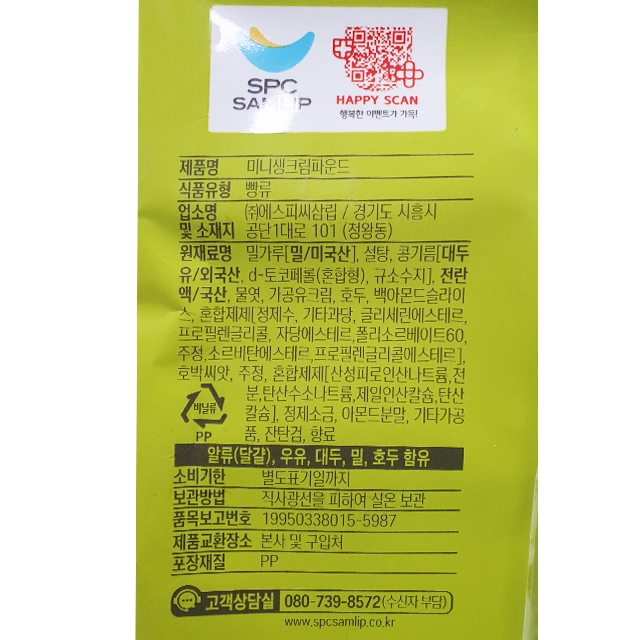 SPC
SAMLIP
HAPPY SCAN
행복한 이벤트가 가득!
제품명 미니생크림파운드
식품유형 빵류
업소명 ㈜에스피씨삼립 / 경기도 시흥시
및 소재지 공단1대로 101 (정왕동)
원재료명 밀가루[밀/미국산], 설탕, 콩기름[대두
유/외국산, d-토코페롤(혼합형), 규소수지], 전란
액/국산, 물엿, 가공유크림, 호두, 백아몬드슬라이
스, 혼합제제[정제수, 기타과당, 글리세린에스테르,
프로필렌글리콜, 자당에스테르,폴리소르베이트60,
주정,소르비탄에스테르,프로필렌글리콜에스테르],
호박씨앗, 주정, 혼합제제[산성피로인산나트륨,전
분,탄산수소나트륨,제일인산칼슘,탄산
칼슘], 정제소금, 아몬드분말, 기타가공
품, 잔탄검, 향료
비닐류
PP
알류(달걀), 우유, 대두, 밀, 호두 함유
소비기한 별도표기일까지
보관방법 직사광선을 피하여 실온 보관
품목보고번호 19950338015-5987
제품교환장소 본사 및 구입처
포장재질 PP
고객상담실 080-739-8572(수신자 부담)
www.spcsamlip.co.kr